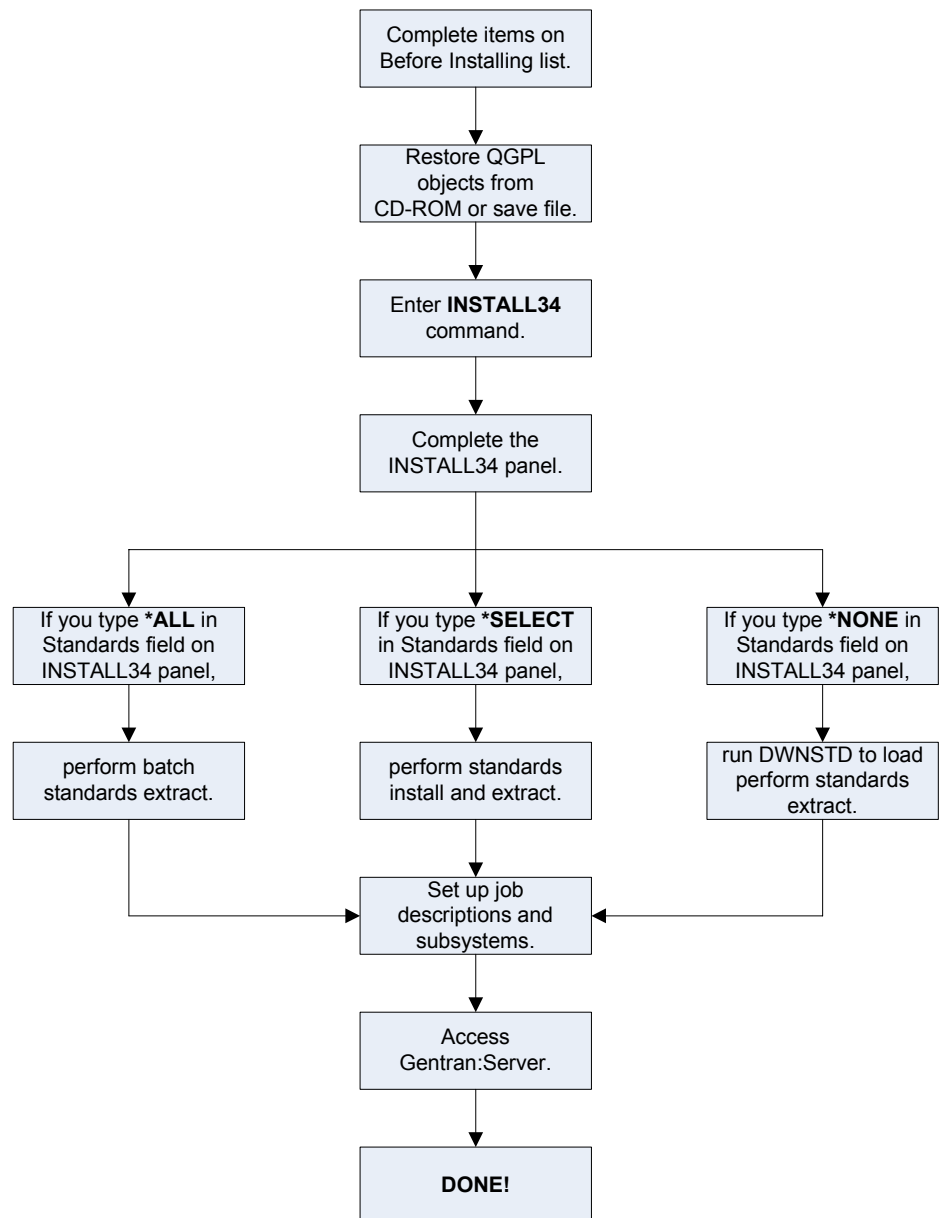 Complete items on
Before Installing list.
Restore QGPL
objects from
CD-ROM or save file.
Enter INSTALL34
command.
Complete the
INSTALL34 panel.
If you type *ALL in
Standards field on
INSTALL34 panel,
If you type *SELECT
in Standards field on
INSTALL34 panel,
If you type *NONE in
Standards field on
INSTALL34 panel,
perform batch
standards extract.
perform standards
install and extract.
run DWNSTD to load
perform standards
extract.
Set up job
descriptions and
subsystems.
Access
Gentran:Server.
DONE!